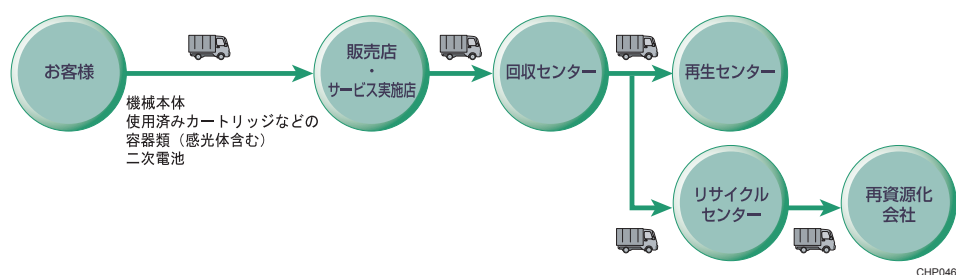 お客様
機械本体
使用済みカートリッジなどの
容器類（感光体含む）
二次電池
販売店
・
サービス実施店
回収センター
再生センター
リサイクル
センター
再資源化
会社
CHP046